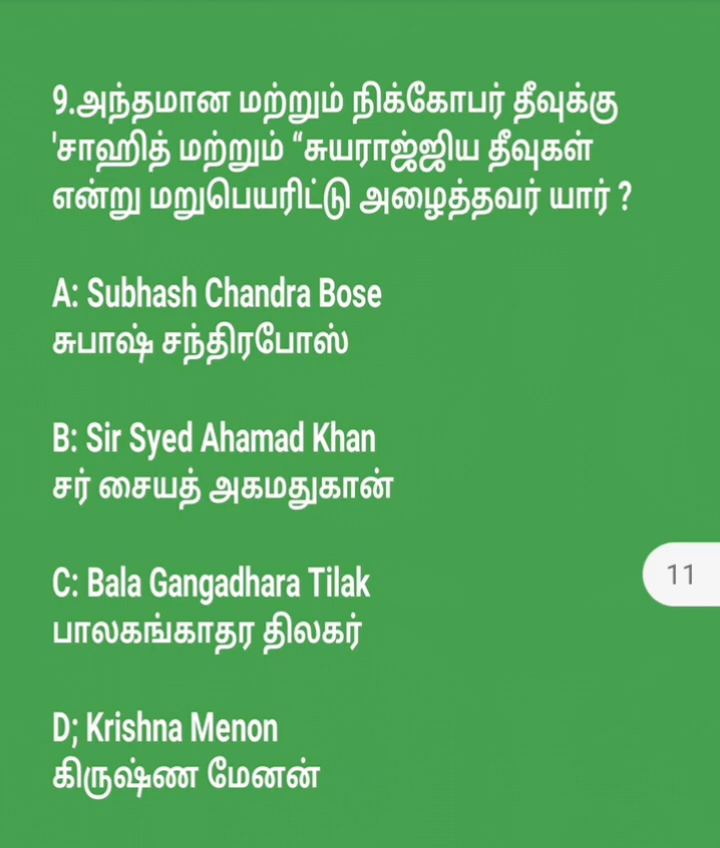 9.அந்தமான மற்றும் நிக்கோபர் தீவுக்கு
'சாஹித் மற்றும் “சுயராஜ்ஜிய தீவுகள்
என்று மறுபெயரிட்டு அழைத்தவர் யார் ?
A: Subhash Chandra Bose
சுபாஷ் சந்திரபோஸ்
B: Sir Syed Ahamad Khan
சர் சையத் அகமதுகான்
C: Bala Gangadhara Tilak
பாலகங்காதர திலகர்
11
D; Krishna Menon
கிருஷ்ண மேனன்